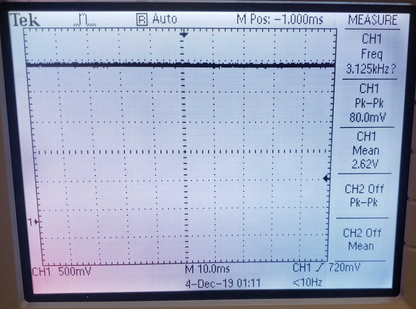 Tek R Auto M Pos: -1.000ms MEASURE
CH1
Freq
3.125kHz?
CH1
Pk-Pk
80.0mV
CH1
Mean
2.62V
CH2 Off
Pk-Pk
1
CH2 Off
Mean
CH1 500mV M 10.0ms CH1 720mV
4-Dec-19 01:11 <10Hz